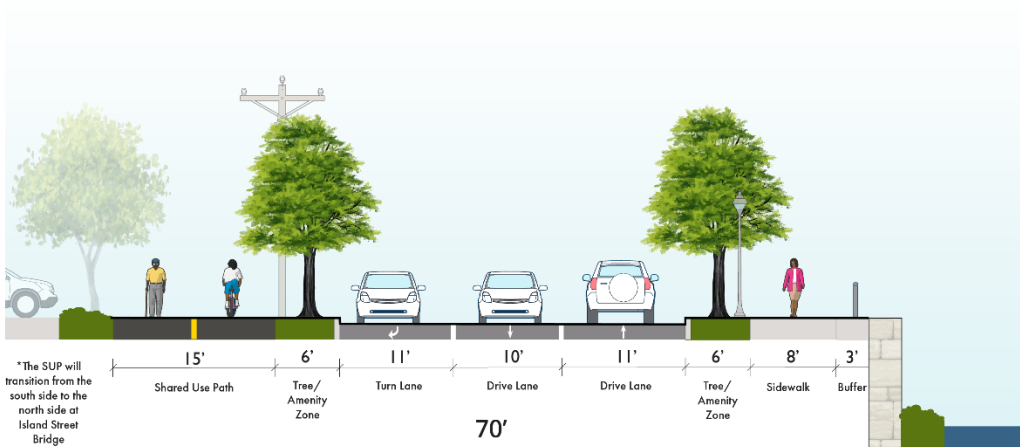 *The SUP will
transition from the
south side to the
north side at
Island Street
Bridge
15'
Shared Use Path
6'
Tree/
Amenity
Zone
11'
Turn Lane
10'
Drive Lane
11'
Drive Lane
6'
Tree/
Amenity
Zone
8'
Sidewalk
3'
Buffer
70'